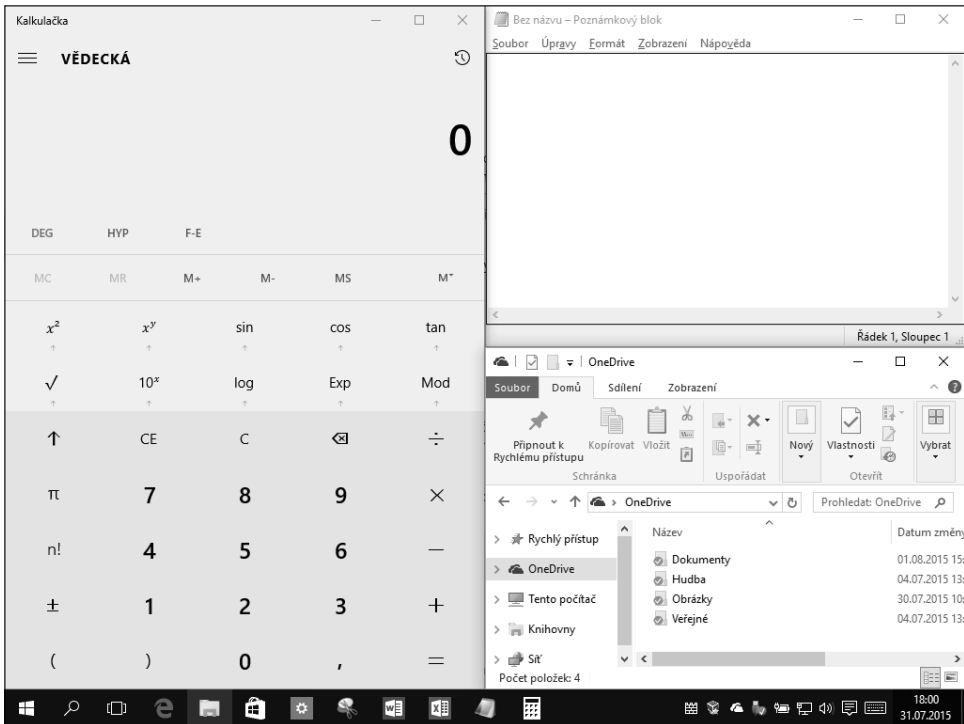 Kalkulačka
VĚDECKÁ
0
DEG HYP F-E
MC MR M+ M- MS M˅
x² xʸ sin cos tan
↑ ↑ ↑ ↑ ↑
√ 10ˣ log Exp Mod
↑ ↑ ↑ ↑ ↑
↑ CE C ⌫ ÷
π 7 8 9 ×
n! 4 5 6 −
± 1 2 3 +
( ) 0 , =
Bez názvu – Poznámkový blok
Soubor Úpravy Formát Zobrazení Nápověda
Řádek 1, Sloupec 1
OneDrive
Soubor Domů Sdílení Zobrazení
Připnout k Rychlému přístupu
Kopírovat
Vložit
Nový
Vlastnosti
Vybrat
Schránka Uspořádat Otevřít
OneDrive
Prohledat: OneDrive
Rychlý přístup
OneDrive
Tento počítač
Knihovny
Síť
Název Datum změny
Dokumenty 01.08.2015 15:
Hudba 04.07.2015 13:
Obrázky 30.07.2015 10:
Veřejné 04.07.2015 13:
Počet položek: 4
18:00
31.07.2015